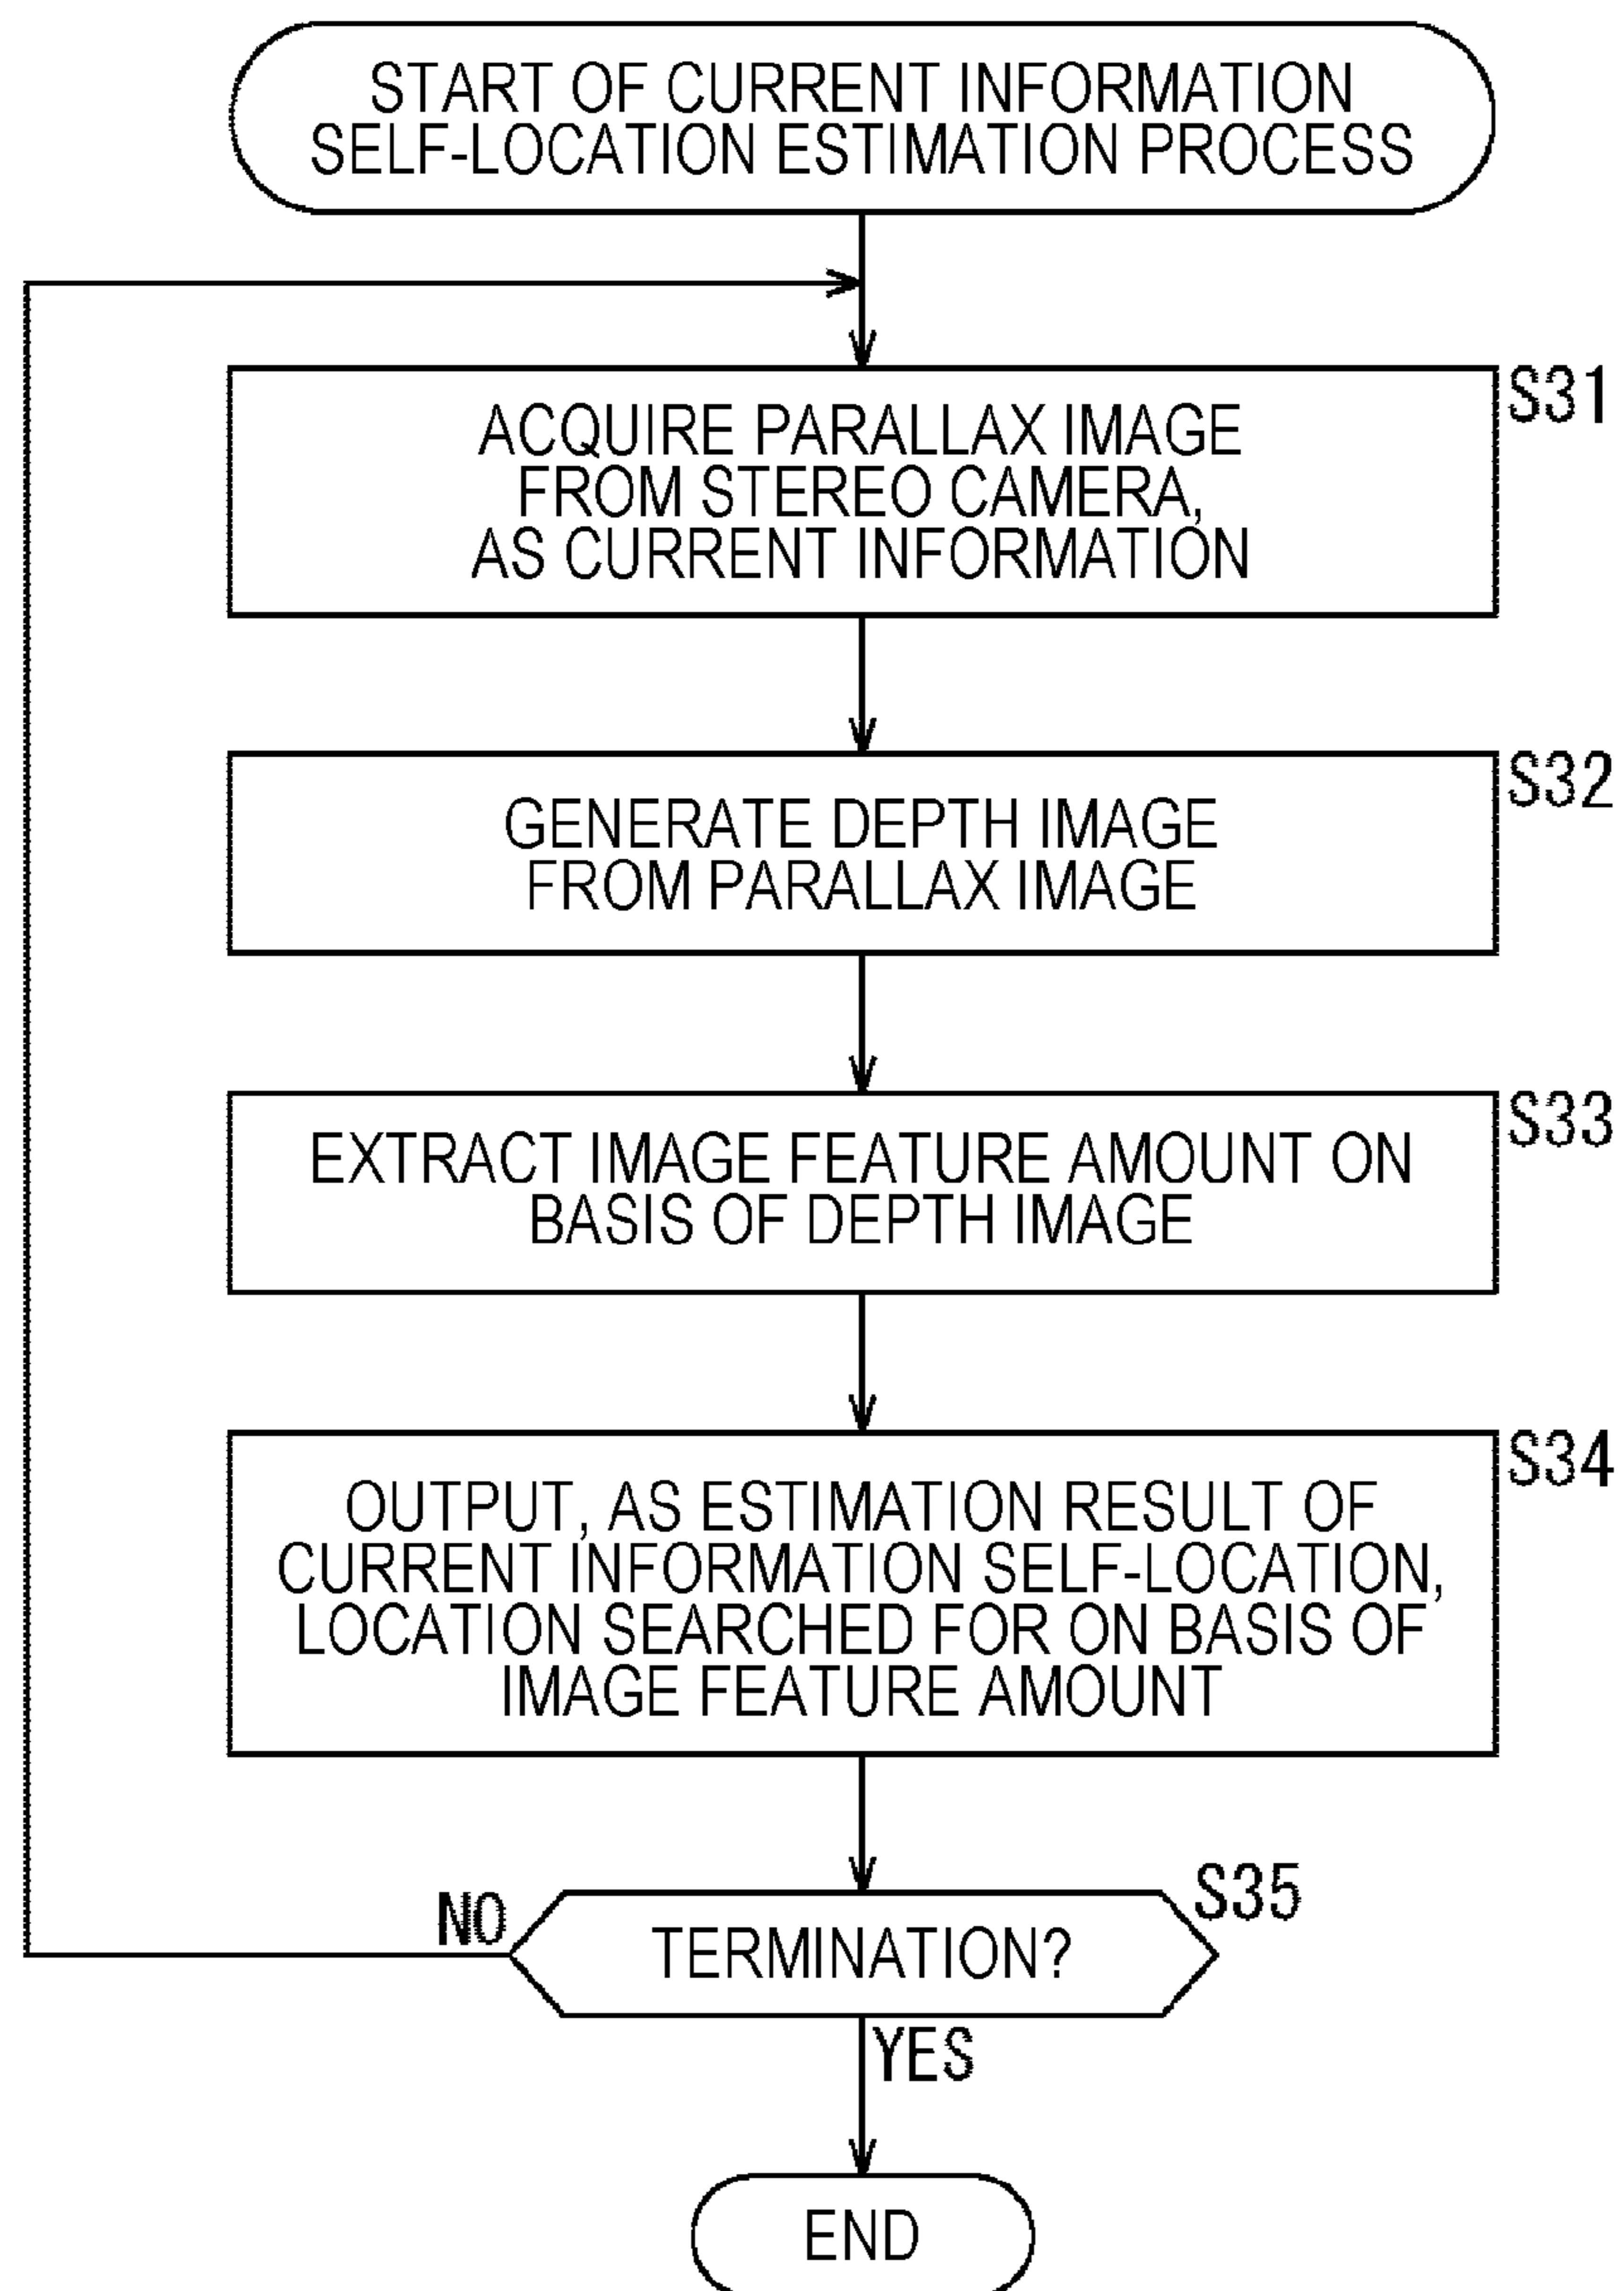 START OF CURRENT INFORMATION
SELF-LOCATION ESTIMATION PROCESS
S31
ACQUIRE PARALLAX IMAGE
FROM STEREO CAMERA,
AS CURRENT INFORMATION
S32
GENERATE DEPTH IMAGE
FROM PARALLAX IMAGE
S33
EXTRACT IMAGE FEATURE AMOUNT ON
BASIS OF DEPTH IMAGE
S34
OUTPUT, AS ESTIMATION RESULT OF
CURRENT INFORMATION SELF-LOCATION,
LOCATION SEARCHED FOR ON BASIS OF
IMAGE FEATURE AMOUNT
S35
NO
TERMINATION?
YES
END